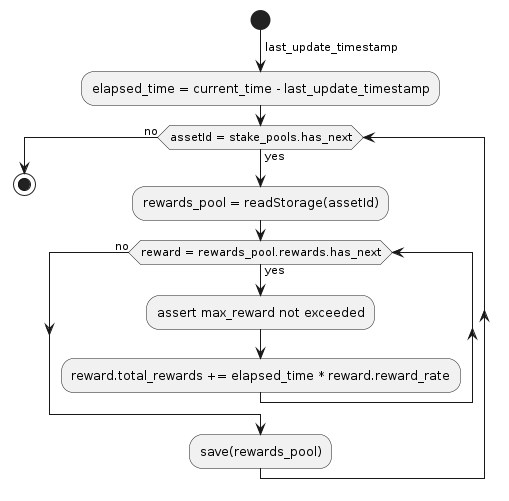 last_update_timestamp
elapsed_time = current_time - last_update_timestamp
no
assetId = stake_pools.has_next
yes
rewards_pool = readStorage(assetId)
no
reward = rewards_pool.rewards.has_next
yes
assert max_reward not exceeded
reward.total_rewards += elapsed_time * reward.reward_rate
save(rewards_pool)